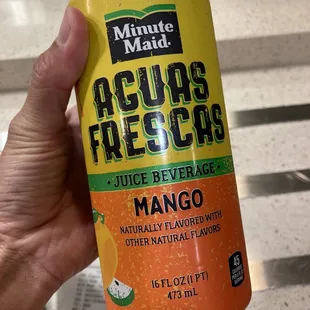 Minute
Maid
AGUAS
FRESCAS
• JUICE BEVERAGE •
MANGO
NATURALLY FLAVORED WITH
OTHER NATURAL FLAVORS
16 FL OZ (1 PT)
473 mL
45